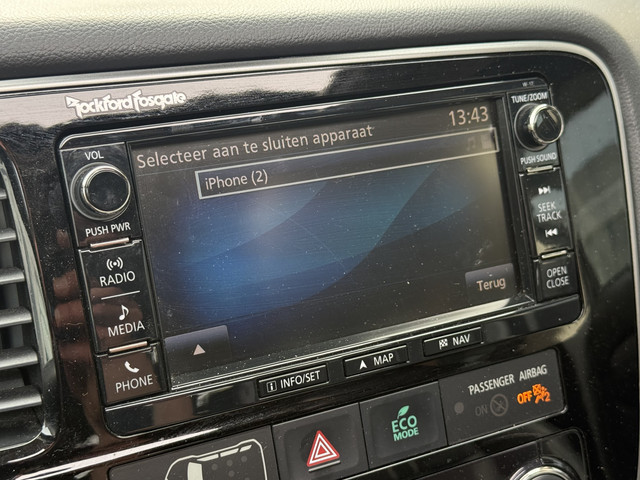 Rockford Fosgate
VOL
PUSH PWR
RADIO
MEDIA
PHONE
Selecteer aan te sluiten apparaat
13:43
iPhone (2)
Terug
TUNE/ZOOM
PUSH SOUND
SEEK
TRACK
OPEN
CLOSE
INFO/SET
MAP
NAV
ECO
MODE
PASSENGER AIRBAG
ON
OFF
2